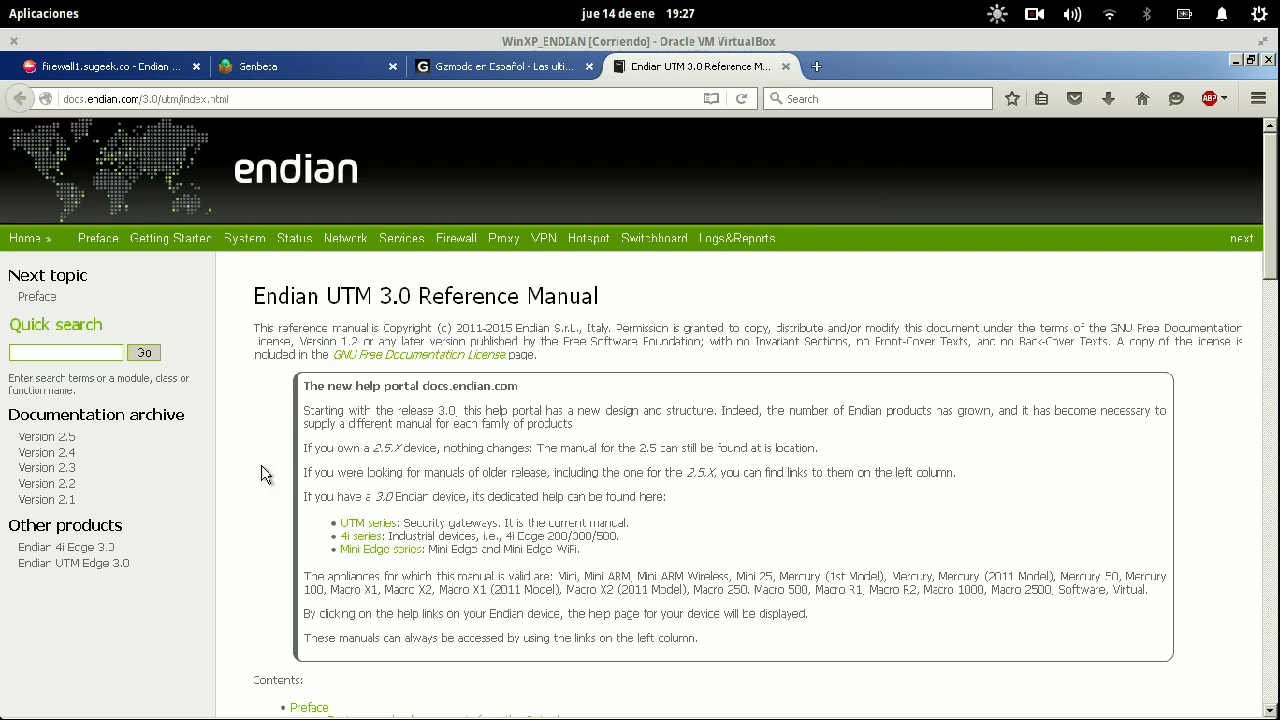 Aplicaciones
jue 14 de ene 19:27
WinXP_ENDIAN [Corriendo] - Oracle VM VirtualBox
firewall1.sugeek.co - Endian ...
Genbeta
Gizmodo en Español - Las últi...
Endian UTM 3.0 Reference M...
docs.endian.com/3.0/utm/index.html
Search
ABP
endian
Home »
Preface
Getting Started
System
Status
Network
Services
Firewall
Proxy
VPN
Hotspot
Switchboard
Logs&Reports
next
Next topic
Preface
Quick search
Go
Enter search terms or a module, class or
function name.
Documentation archive
Version 2.5
Version 2.4
Version 2.3
Version 2.2
Version 2.1
Other products
Endian 4i Edge 3.0
Endian UTM Edge 3.0
Endian UTM 3.0 Reference Manual
This reference manual is Copyright (c) 2011-2015 Endian S.r.L., Italy. Permission is granted to copy, distribute and/or modify this document under the terms of the GNU Free Documentation
License, Version 1.2 or any later version published by the Free Software Foundation; with no Invariant Sections, no Front-Cover Texts, and no Back-Cover Texts. A copy of the license is
included in the GNU Free Documentation License page.
The new help portal docs.endian.com
Starting with the release 3.0, this help portal has a new design and structure. Indeed, the number of Endian products has grown, and it has become necessary to
supply a different manual for each family of products
If you own a 2.5.X device, nothing changes: The manual for the 2.5 can still be found at is location.
If you were looking for manuals of older release, including the one for the 2.5.X, you can find links to them on the left column.
If you have a 3.0 Endian device, its dedicated help can be found here:
• UTM series: Security gateways. It is the current manual.
• 4i series: Industrial devices, i.e., 4i Edge 200/300/500.
• Mini Edge series: Mini Edge and Mini Edge WiFi.
The appliances for which this manual is valid are: Mini, Mini ARM, Mini ARM Wireless, Mini 25, Mercury (1st Model), Mercury, Mercury (2011 Model), Mercury 50, Mercury
100, Macro X1, Macro X2, Macro X1 (2011 Model), Macro X2 (2011 Model), Macro 250, Macro 500, Macro R1, Macro R2, Macro 1000, Macro 2500, Software, Virtual.
By clicking on the help links on your Endian device, the help page for your device will be displayed.
These manuals can always be accessed by using the links on the left column.
Contents:
• Preface